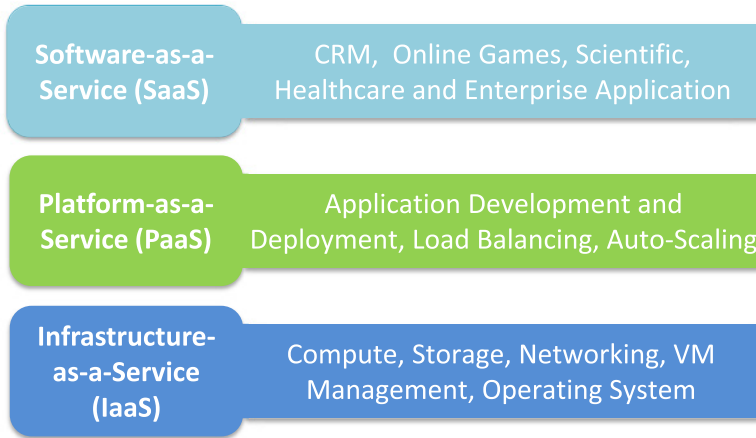 Software-as-a-
Service (SaaS)
CRM, Online Games, Scientific,
Healthcare and Enterprise Application
Platform-as-a-
Service (PaaS)
Application Development and
Deployment, Load Balancing, Auto-Scaling
Infrastructure-
as-a-Service
(IaaS)
Compute, Storage, Networking, VM
Management, Operating System